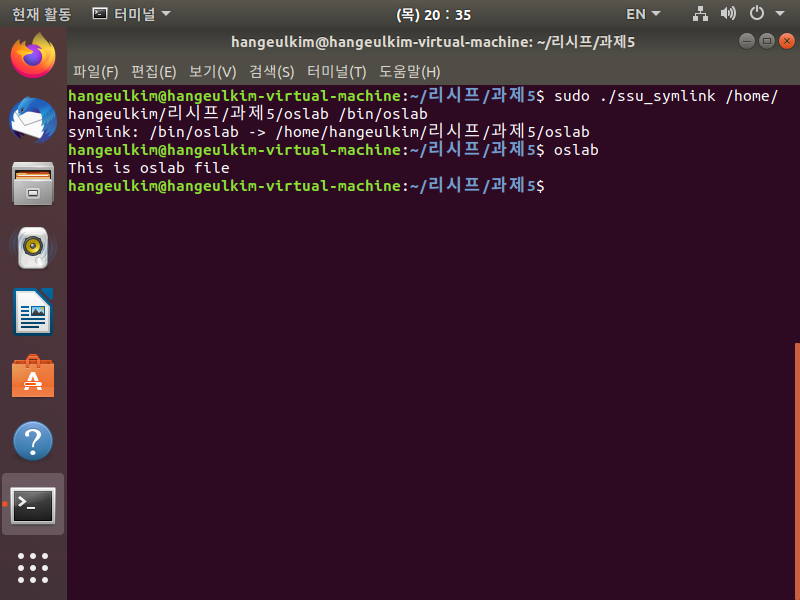 현재 활동 터미널 (목) 20 : 35 EN
hangeulkim@hangeulkim-virtual-machine: ~/리시프/과제5
파일(F) 편집(E) 보기(V) 검색(S) 터미널(T) 도움말(H)
hangeulkim@hangeulkim-virtual-machine:~/리시프/과제5$ sudo ./ssu_symlink /home/
hangeulkim/리시프/과제5/oslab /bin/oslab
symlink: /bin/oslab -> /home/hangeulkim/리시프/과제5/oslab
hangeulkim@hangeulkim-virtual-machine:~/리시프/과제5$ oslab
This is oslab file
hangeulkim@hangeulkim-virtual-machine:~/리시프/과제5$